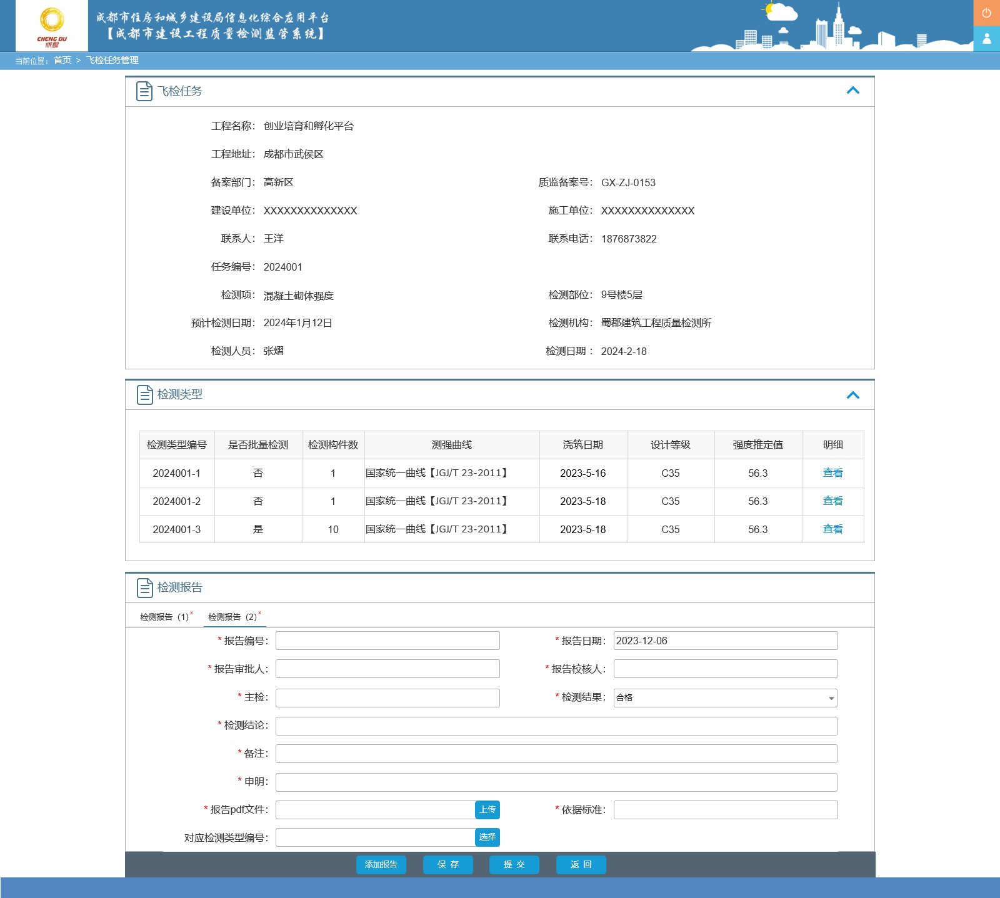 CHENG DU
成都
成都市住房和城乡建设局信息化综合应用平台
【成都市建设工程质量检测监管系统】
当前位置： 首页 > 飞检任务管理
飞检任务
工程名称： 创业培育和孵化平台
工程地址： 成都市武侯区
备案部门： 高新区 质监备案号： GX-ZJ-0153
建设单位： XXXXXXXXXXXXXX 施工单位： XXXXXXXXXXXXXX
联系人： 王洋 联系电话： 1876873822
任务编号： 2024001
检测项： 混凝土砌体强度 检测部位： 9号楼5层
预计检测日期： 2024年1月12日 检测机构： 蜀郡建筑工程质量检测所
检测人员： 张熠 检测日期 ： 2024-2-18
检测类型
检测类型编号 是否批量检测 检测构件数 测强曲线 浇筑日期 设计等级 强度推定值 明细
2024001-1 否 1 国家统一曲线【JGJ/T 23-2011】 2023-5-16 C35 56.3 查看
2024001-2 否 1 国家统一曲线【JGJ/T 23-2011】 2023-5-18 C35 56.3 查看
2024001-3 是 10 国家统一曲线【JGJ/T 23-2011】 2023-5-18 C35 56.3 查看
检测报告
检测报告（1）x 检测报告（2）x
* 报告编号： * 报告日期： 2023-12-06
* 报告审批人： * 报告校核人：
* 主检： * 检测结果： 合格
* 检测结论：
* 备注：
* 申明：
* 报告pdf文件： 上传 * 依据标准：
对应检测类型编号： 选择
添加报告 保 存 提 交 返 回